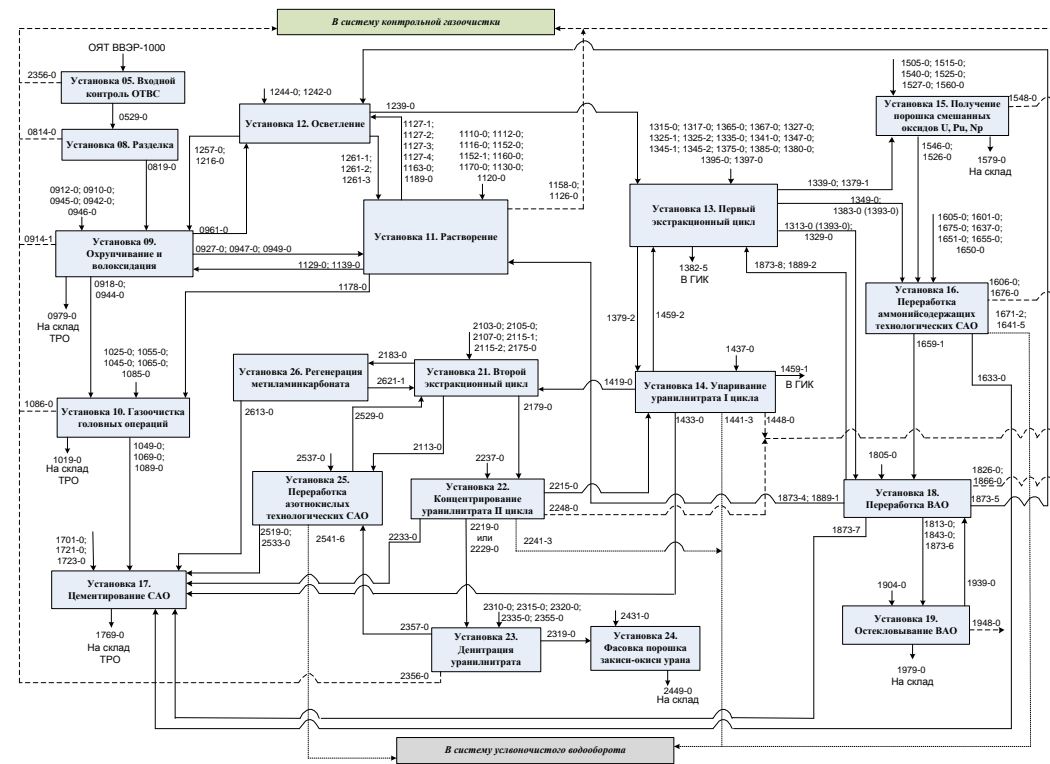 В систему контрольной газоочистки
ОЯТ ВВЭР-1000
2356-0
Установка 05. Входной
контроль ОТВС
0529-0
0814-0
Установка 08. Разделка
0819-0
0912-0; 0910-0;
0945-0; 0942-0;
0946-0
0914-1
Установка 09.
Охрупчивание и
волоксидация
0918-0;
0944-0
0979-0
На склад
ТРО
1244-0; 1242-0
Установка 12. Осветление
1257-0;
1216-0
0961-0
1239-0
1261-1;
1261-2;
1261-3
1127-1;
1127-2;
1127-3;
1127-4;
1163-0;
1189-0
1110-0; 1112-0;
1116-0; 1152-0;
1152-1; 1160-0;
1170-0; 1130-0;
1120-0
1158-0;
1126-0
Установка 11. Растворение
0927-0; 0947-0; 0949-0
1129-0; 1139-0
1178-0
1315-0; 1317-0; 1365-0; 1367-0; 1327-0;
1325-1; 1325-2; 1335-0; 1341-0; 1347-0;
1345-1; 1345-2; 1375-0; 1385-0; 1380-0;
1395-0; 1397-0
Установка 13. Первый
экстракционный цикл
1339-0; 1379-1
1349-0;
1383-0 (1393-0)
1313-0 (1393-0);
1329-0
1873-8; 1889-2
1382-5
В ГИК
1379-2
1459-2
1505-0; 1515-0;
1540-0; 1525-0;
1527-0; 1560-0
1548-0
Установка 15. Получение
порошка смешанных
оксидов U, Pu, Np
1546-0;
1526-0
1579-0
На склад
1605-0; 1601-0;
1675-0; 1637-0;
1651-0; 1655-0;
1650-0
Установка 16.
Переработка
аммонийсодержащих
технологических САО
1606-0;
1676-0
1671-2;
1641-5
1659-1
1633-0
1025-0; 1055-0;
1045-0; 1065-0;
1085-0
1086-0
Установка 10. Газоочистка
головных операций
1019-0
На склад
ТРО
1049-0;
1069-0;
1089-0
Установка 26. Регенерация
метиламинкарбоната
2183-0
2621-1
2613-0
2103-0; 2105-0;
2107-0; 2115-1;
2115-2; 2175-0
Установка 21. Второй
экстракционный цикл
2529-0
2113-0
2179-0
1419-0
1437-0
Установка 14. Упаривание
уранилнитрата I цикла
1459-1
В ГИК
1433-0
1441-3
1448-0
2537-0
Установка 25.
Переработка
азотнокислых
технологических САО
2519-0;
2533-0
2541-6
2237-0
Установка 22.
Концентрирование
уранилнитрата II цикла
2215-0
2248-0
2233-0
2219-0
или
2229-0
2241-3
1805-0
Установка 18.
Переработка ВАО
1826-0;
1866-0
1873-5
1873-4; 1889-1
1873-7
1813-0;
1843-0;
1873-6
1701-0;
1721-0;
1723-0
Установка 17.
Цементирование САО
1769-0
На склад
ТРО
2357-0
2310-0; 2315-0; 2320-0;
2335-0; 2355-0
Установка 23.
Денитрация
уранилнитрата
2356-0
2319-0
2431-0
Установка 24.
Фасовка порошка
закиси-окиси урана
2449-0
На склад
1904-0
1939-0
Установка 19.
Остекловывание ВАО
1948-0
1979-0
На склад
В систему услвоночистого водооборота